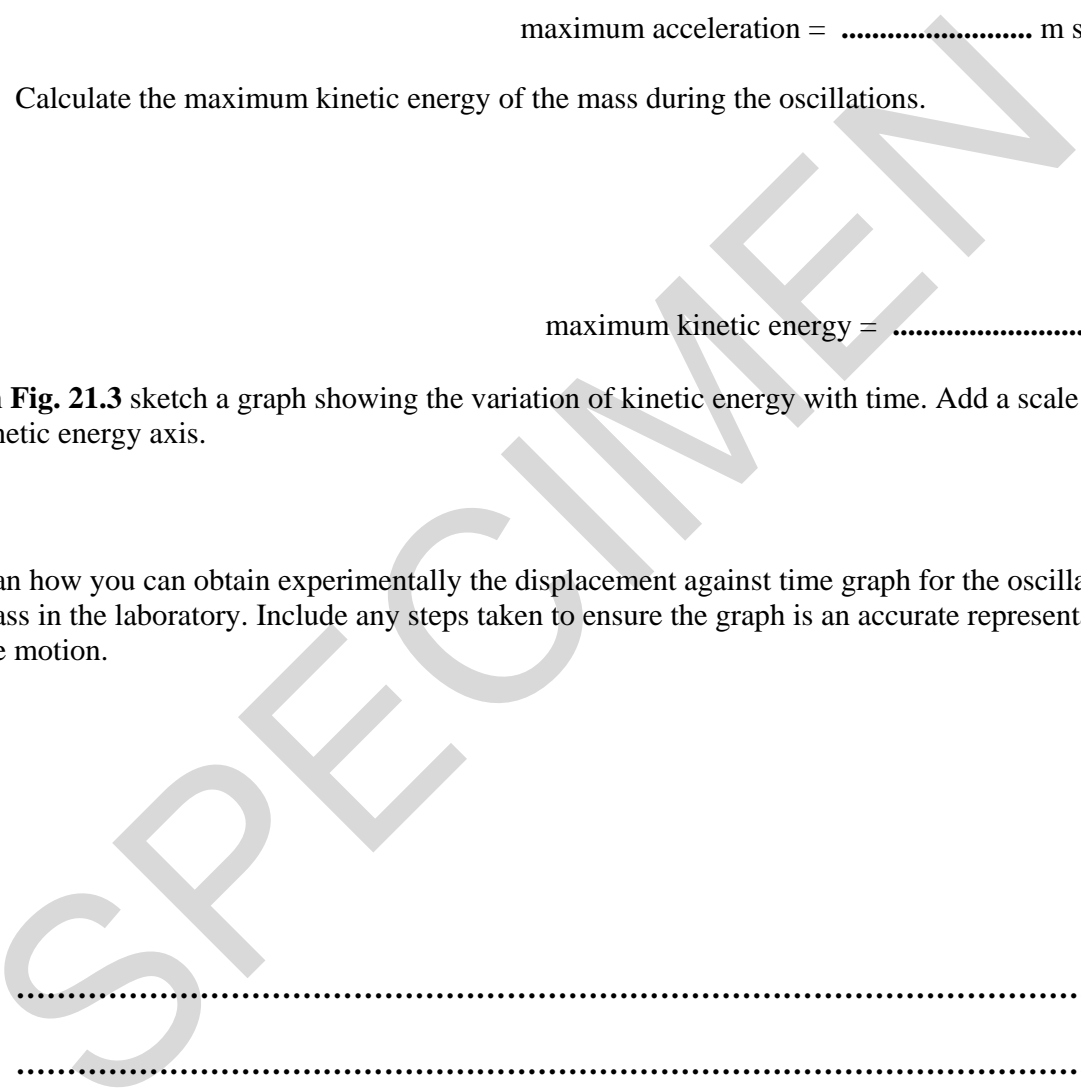 maximum acceleration = ......................... m s
Calculate the maximum kinetic energy of the mass during the oscillations.
maximum kinetic energy = .........................
Fig. 21.3 sketch a graph showing the variation of kinetic energy with time. Add a scale
netic energy axis.
an how you can obtain experimentally the displacement against time graph for the oscilla
ass in the laboratory. Include any steps taken to ensure the graph is an accurate represent
e motion.
SPECIMEN